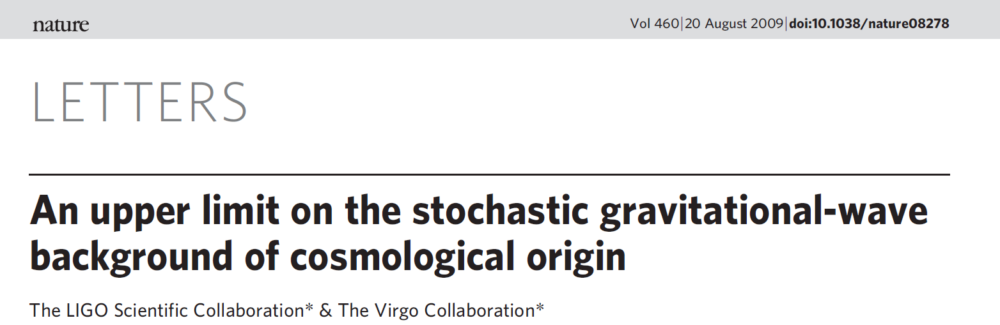 nature
Vol 460|20 August 2009|doi:10.1038/nature08278
LETTERS
An upper limit on the stochastic gravitational-wave
background of cosmological origin
The LIGO Scientific Collaboration* & The Virgo Collaboration*